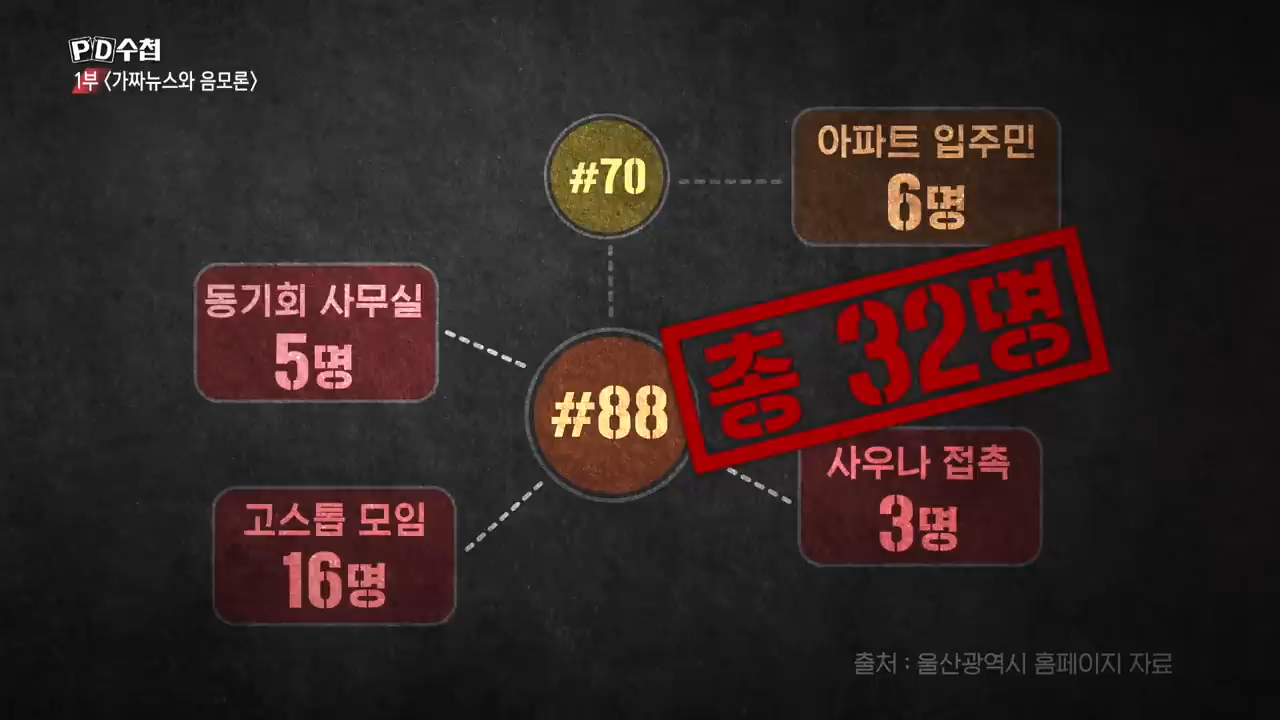 PD수첩
1부 〈가짜뉴스와 음모론〉
#70
아파트 입주민
6명
동기회 사무실
5명
#88
총 32명
고스톱 모임
16명
사우나 접촉
3명
출처 : 울산광역시 홈페이지 자료